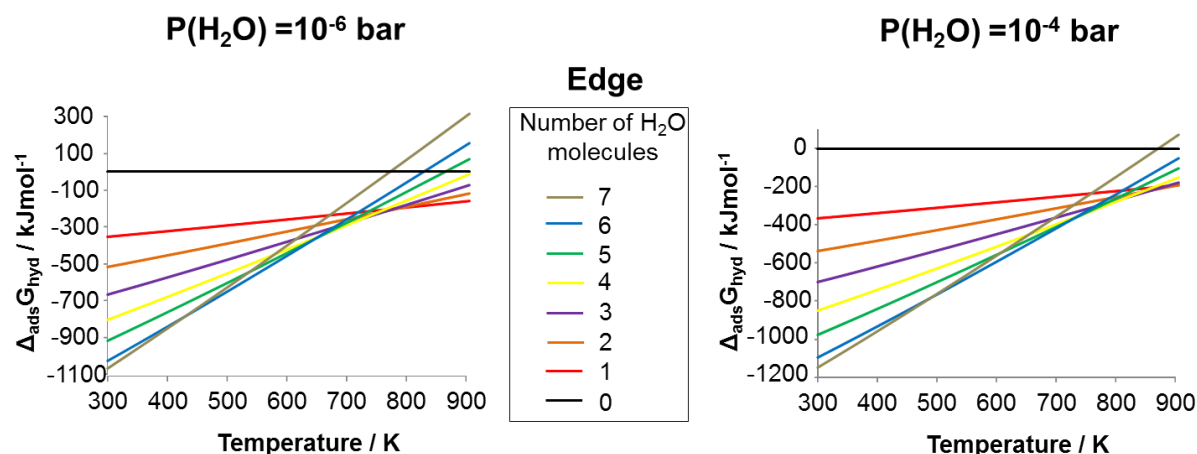 P(H₂O) =10⁻⁶ bar
P(H₂O) =10⁻⁴ bar
Edge
Number of H₂O
molecules
7
6
5
4
3
2
1
0
Δ_adsG_hyd / kJmol⁻¹
300
100
-100
-300
-500
-700
-900
-1100
300 400 500 600 700 800 900
Temperature / K
Δ_adsG_hyd / kJmol⁻¹
0
-200
-400
-600
-800
-1000
-1200
300 400 500 600 700 800 900
Temperature / K